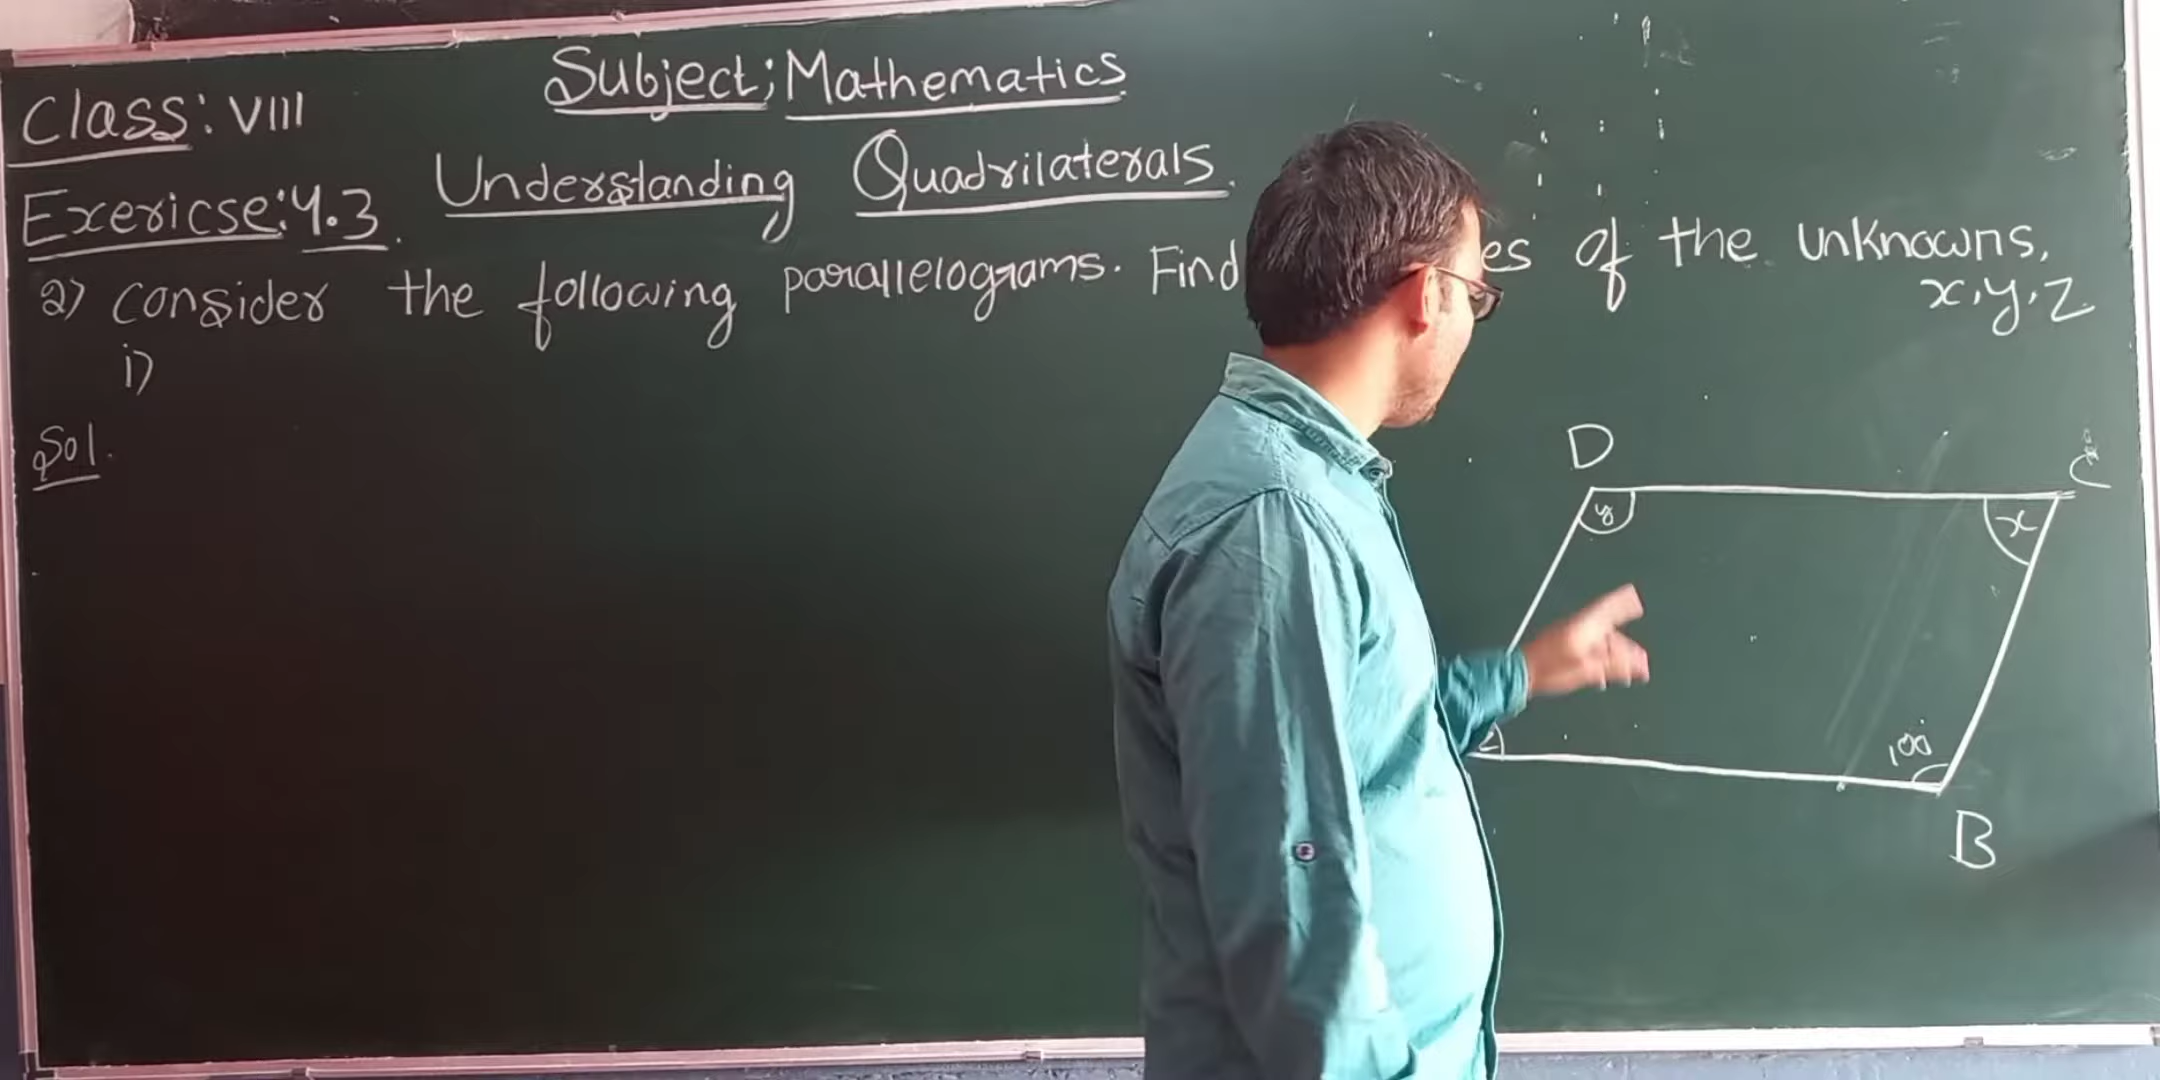 Subject; Mathematics
Class: VIII
Understanding Quadrilaterals.
Exericse: 4.3.
2) Consider the following parallelograms. Find of the unknowns,
x, y, z
i)
Sol.
D
C
y
x
z
100°
B